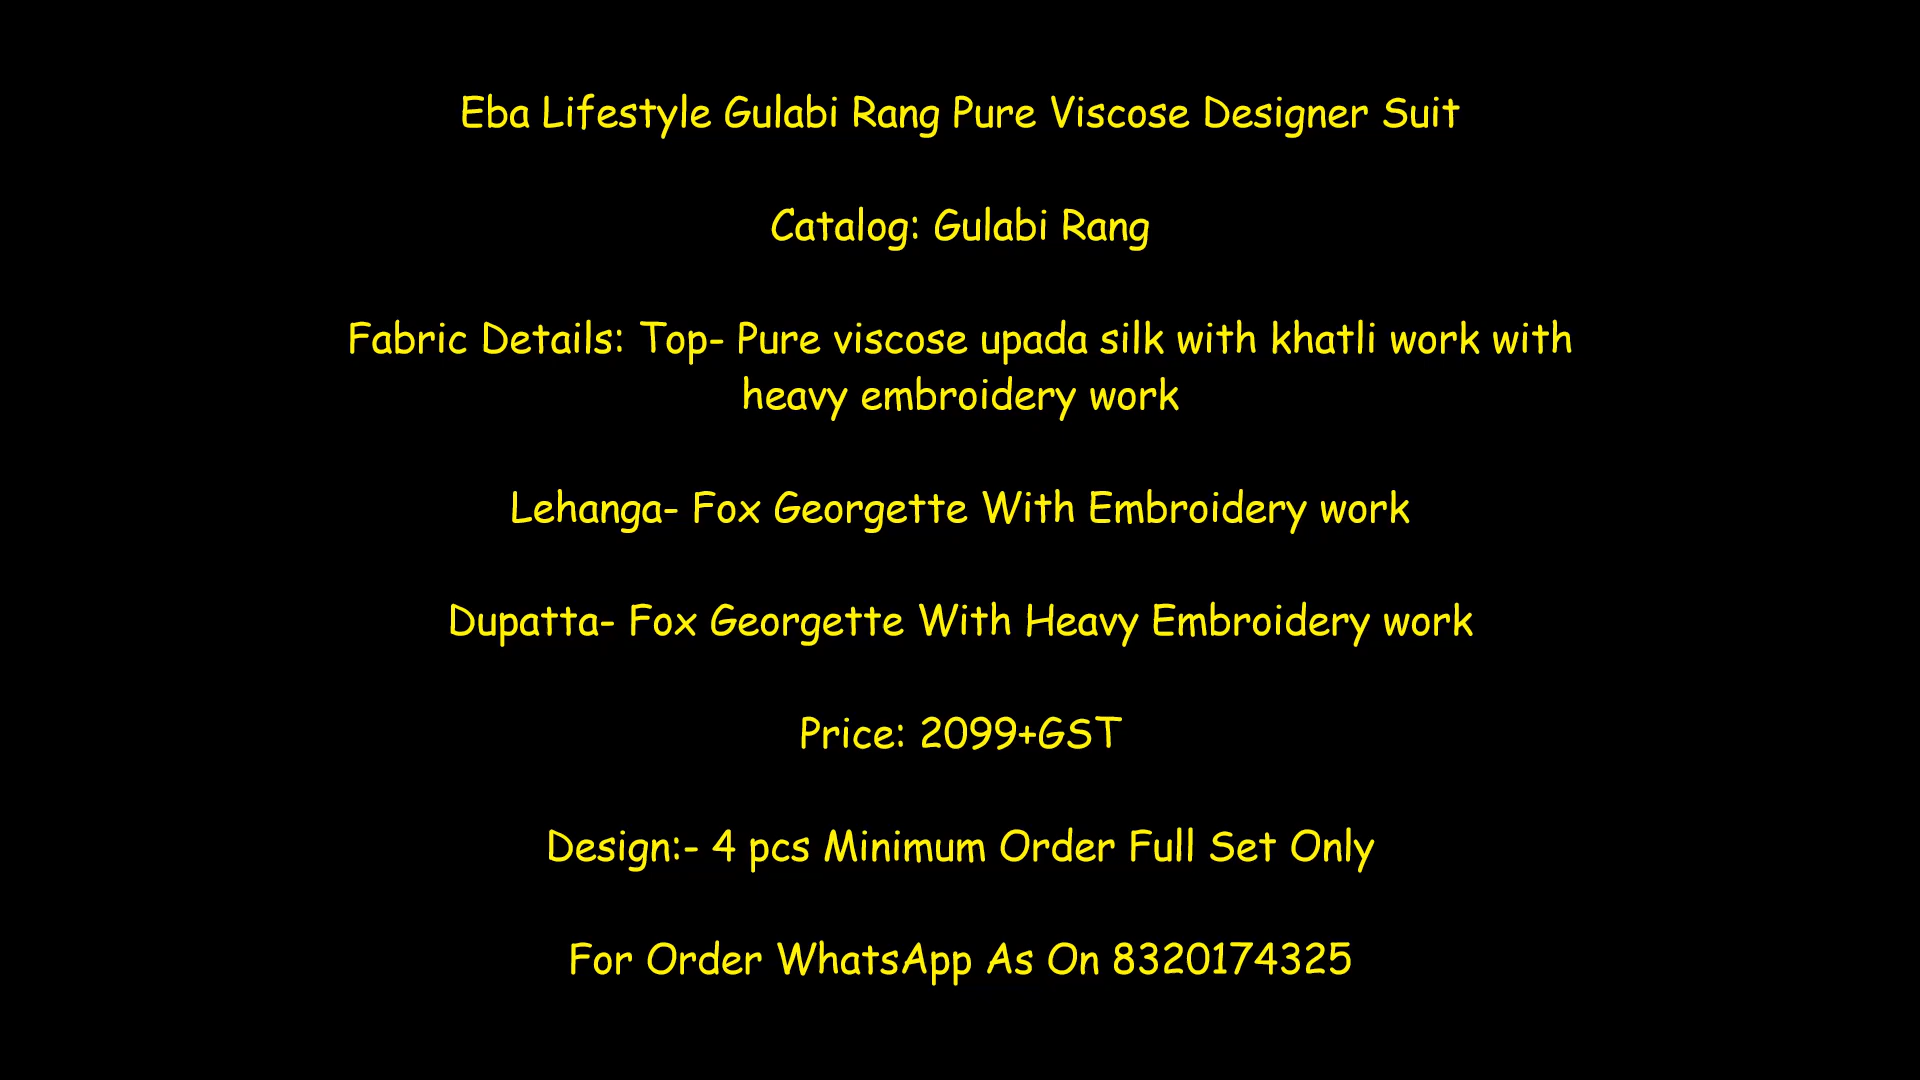 Eba Lifestyle Gulabi Rang Pure Viscose Designer Suit
Catalog: Gulabi Rang
Fabric Details: Top- Pure viscose upada silk with khatli work with
heavy embroidery work
Lehanga- Fox Georgette With Embroidery work
Dupatta- Fox Georgette With Heavy Embroidery work
Price: 2099+GST
Design:- 4 pcs Minimum Order Full Set Only
For Order WhatsApp As On 8320174325